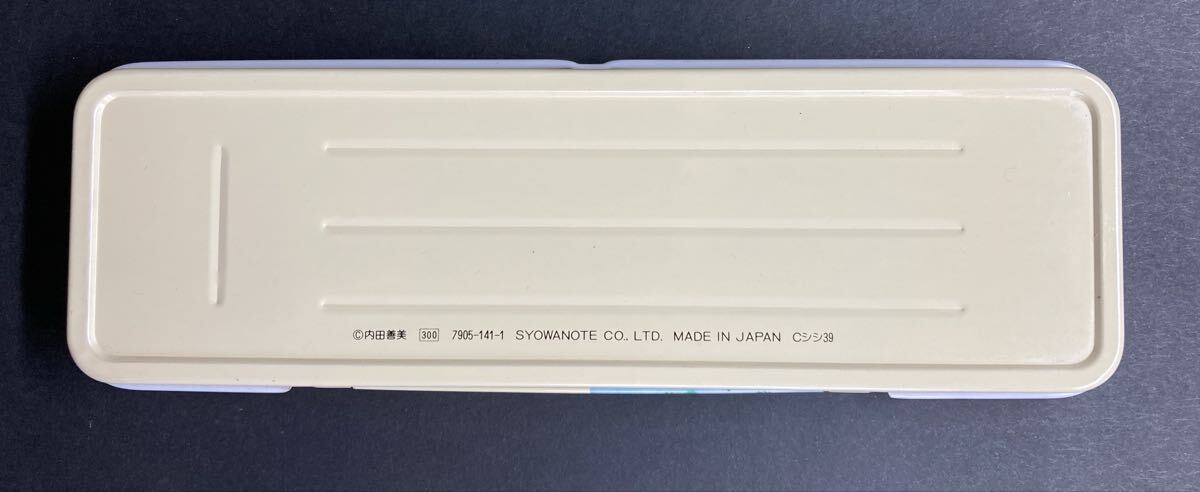 ©内田善美 300 7905-141-1 SYOWANOTE CO., LTD. MADE IN JAPAN Cシシ39